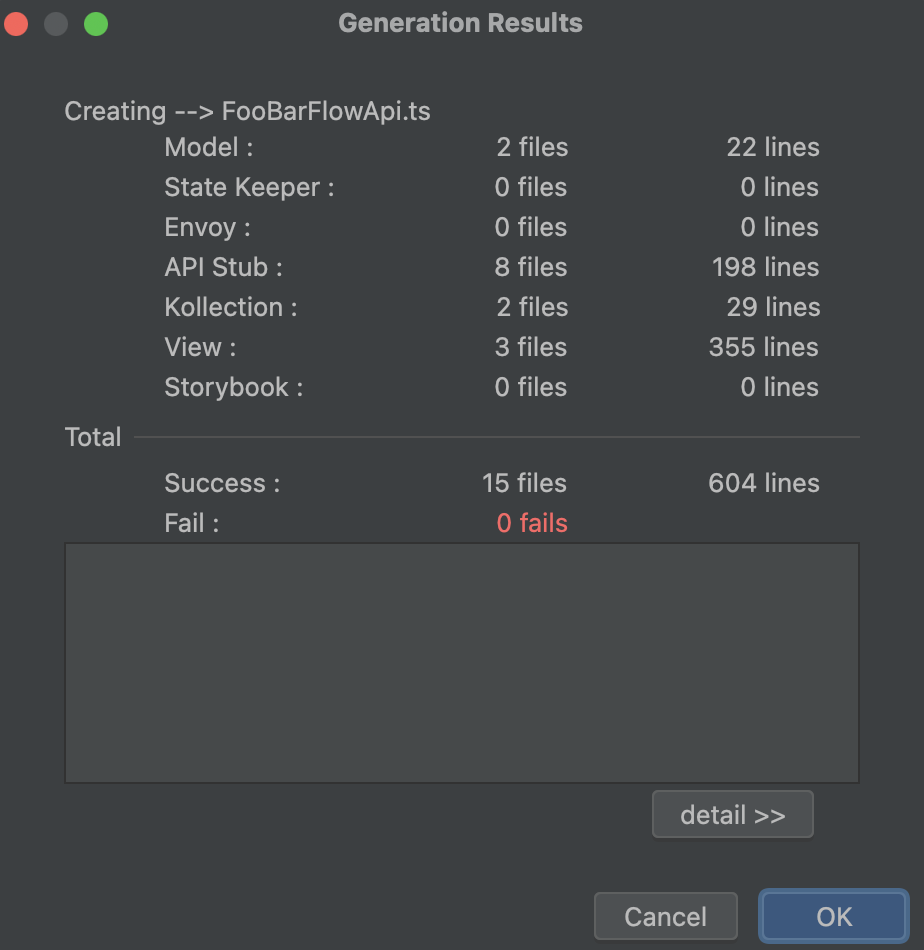 Generation Results
Creating --> FooBarFlowApi.ts
Model : 2 files 22 lines
State Keeper : 0 files 0 lines
Envoy : 0 files 0 lines
API Stub : 8 files 198 lines
Kollection : 2 files 29 lines
View : 3 files 355 lines
Storybook : 0 files 0 lines
Total
Success : 15 files 604 lines
Fail : 0 fails
detail >>
Cancel OK